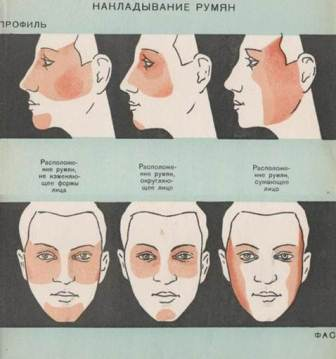 НАКЛАДЫВАНИЕ РУМЯН
ПРОФИЛЬ
Расположе-
ние румян,
не изменяю-
щее формы
лица
Расположе-
ние румян,
округляю-
щее лицо
Расположе-
ние румян,
сужающее
лицо
ФАС